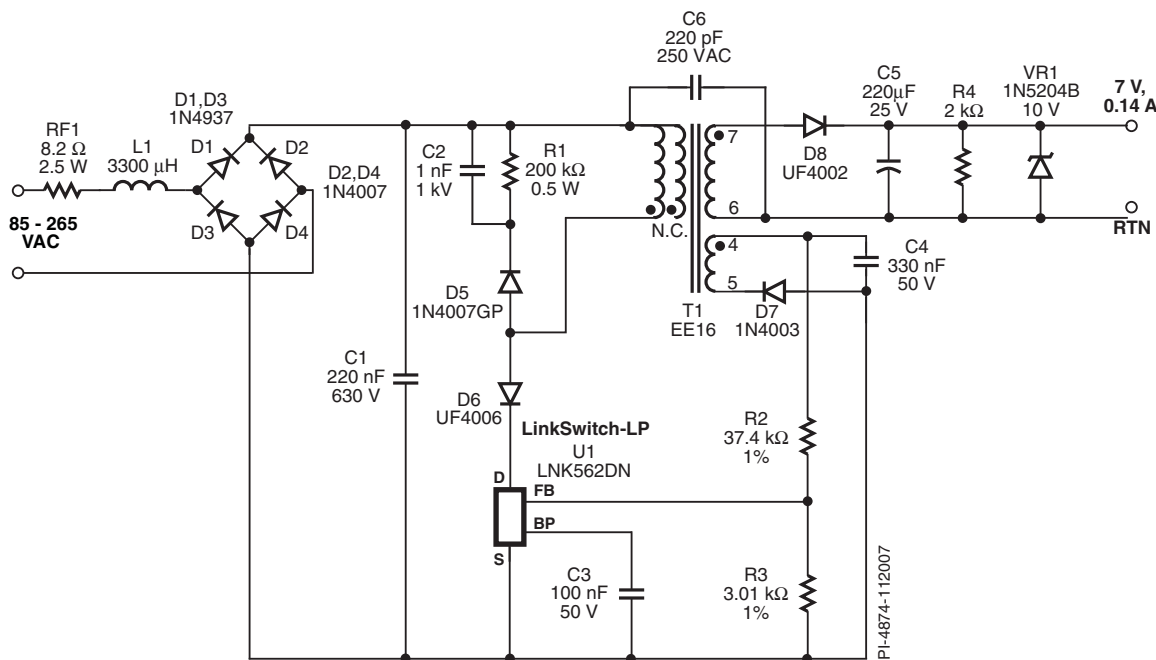 C6
220 pF
250 VAC
D1,D3
1N4937
RF1
8.2 Ω
2.5 W
L1
3300 μH
D1
D2
D3
D4
D2,D4
1N4007
85 - 265
VAC
C2
1 nF
1 kV
R1
200 kΩ
0.5 W
D5
1N4007GP
C1
220 nF
630 V
D6
UF4006
LinkSwitch-LP
U1
LNK562DN
D
FB
BP
S
C3
100 nF
50 V
N.C.
7
6
4
5
T1
EE16
D8
UF4002
C5
220μF
25 V
R4
2 kΩ
VR1
1N5204B
10 V
7 V,
0.14 A
RTN
C4
330 nF
50 V
D7
1N4003
R2
37.4 kΩ
1%
R3
3.01 kΩ
1%
PI-4874-112007